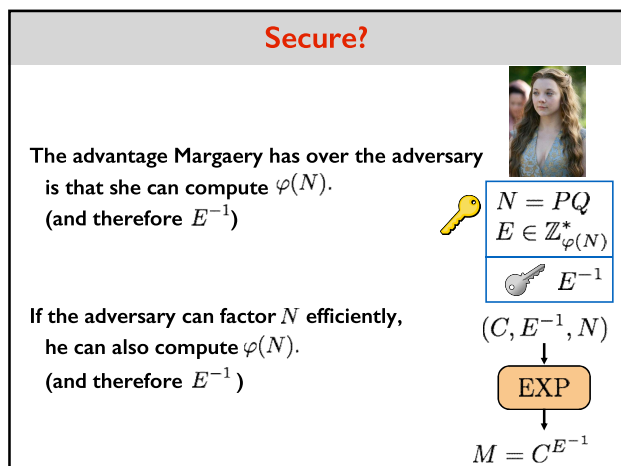 Secure?
The advantage Margaery has over the adversary
is that she can compute φ(N).
(and therefore E⁻¹)
N = PQ
E ∈ ℤ*_φ(N)
E⁻¹
If the adversary can factor N efficiently,
he can also compute φ(N).
(and therefore E⁻¹ )
(C, E⁻¹, N)
EXP
M = C^{E⁻¹}